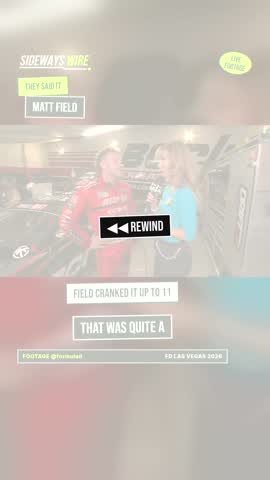 SIDEWAYS WIRE
LIVE FOOTAGE
THEY SAID IT
MATT FIELD
REWIND
FIELD CRANKED IT UP TO 11
THAT WAS QUITE A
FOOTAGE @formulad
FD LAS VEGAS 2026